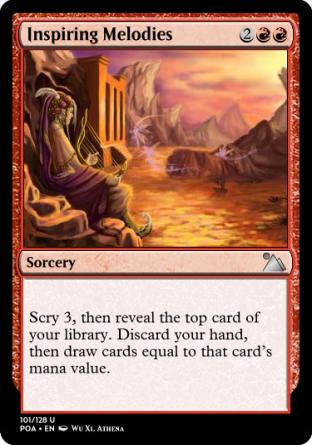 Inspiring Melodies 2
Sorcery
Scry 3, then reveal the top card of
your library. Discard your hand,
then draw cards equal to that card's
mana value.
101/128 U
POA • EN Wu Xi, Athena